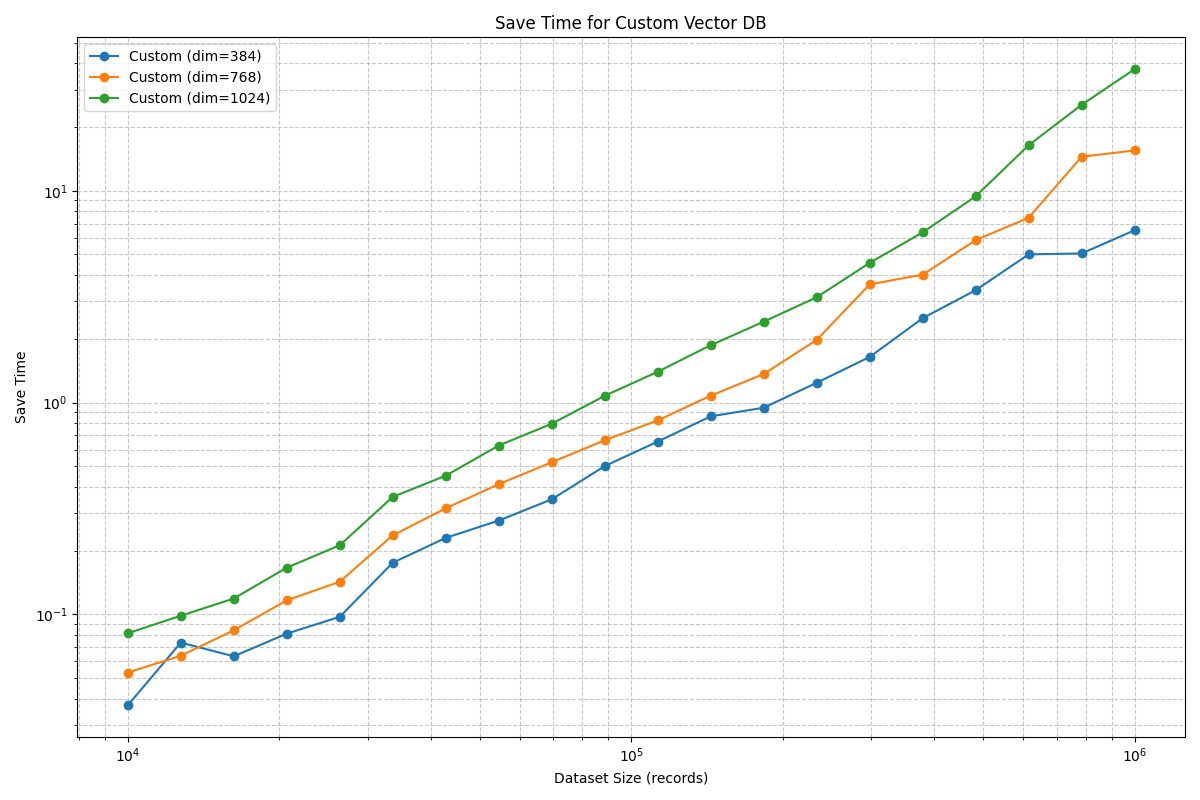 Save Time for Custom Vector DB
Custom (dim=384)
Custom (dim=768)
Custom (dim=1024)
Save Time
10¹
10⁰
10⁻¹
10⁴
10⁵
10⁶
Dataset Size (records)